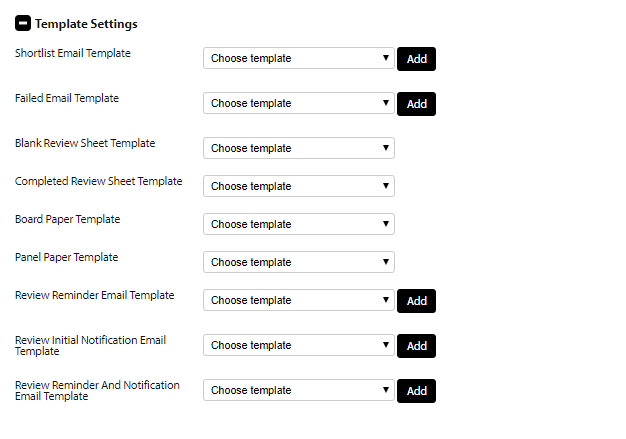 Template Settings
Shortlist Email Template Choose template Add
Failed Email Template Choose template Add
Blank Review Sheet Template Choose template
Completed Review Sheet Template Choose template
Board Paper Template Choose template
Panel Paper Template Choose template
Review Reminder Email Template Choose template Add
Review Initial Notification Email
Template Choose template Add
Review Reminder And Notification
Email Template Choose template Add